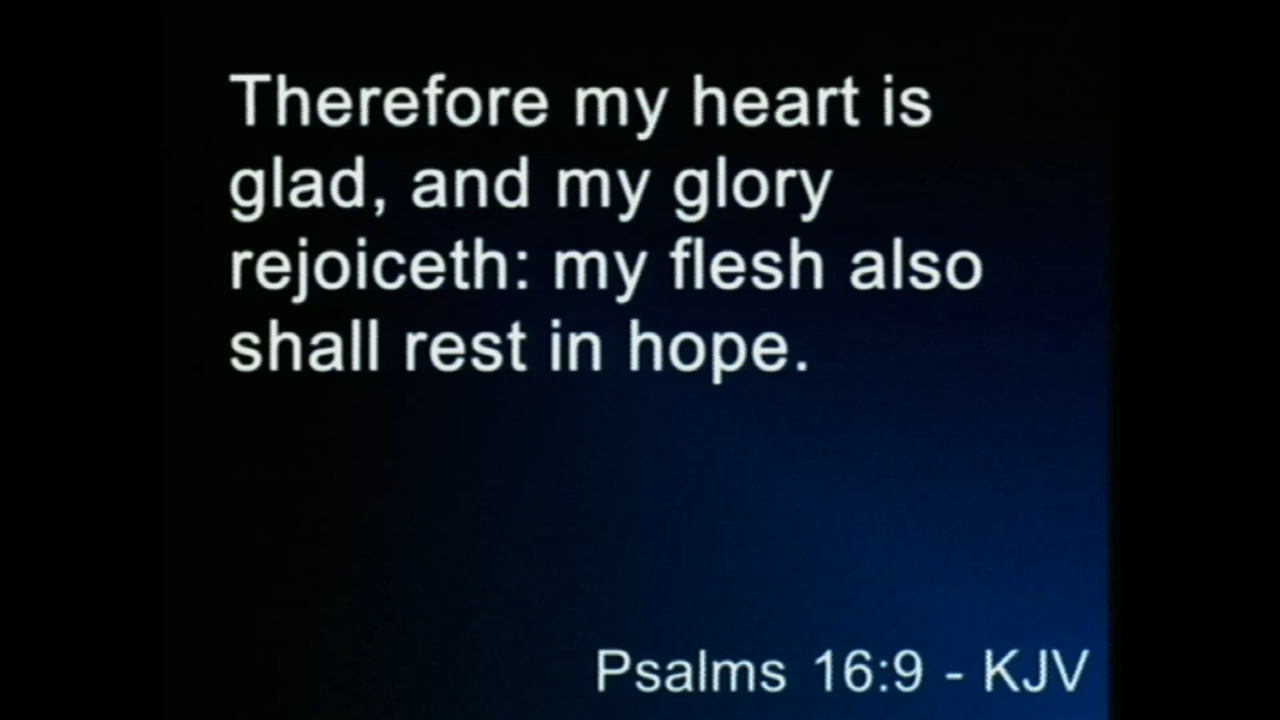 Therefore my heart is
glad, and my glory
rejoiceth: my flesh also
shall rest in hope.
Psalms 16:9 - KJV